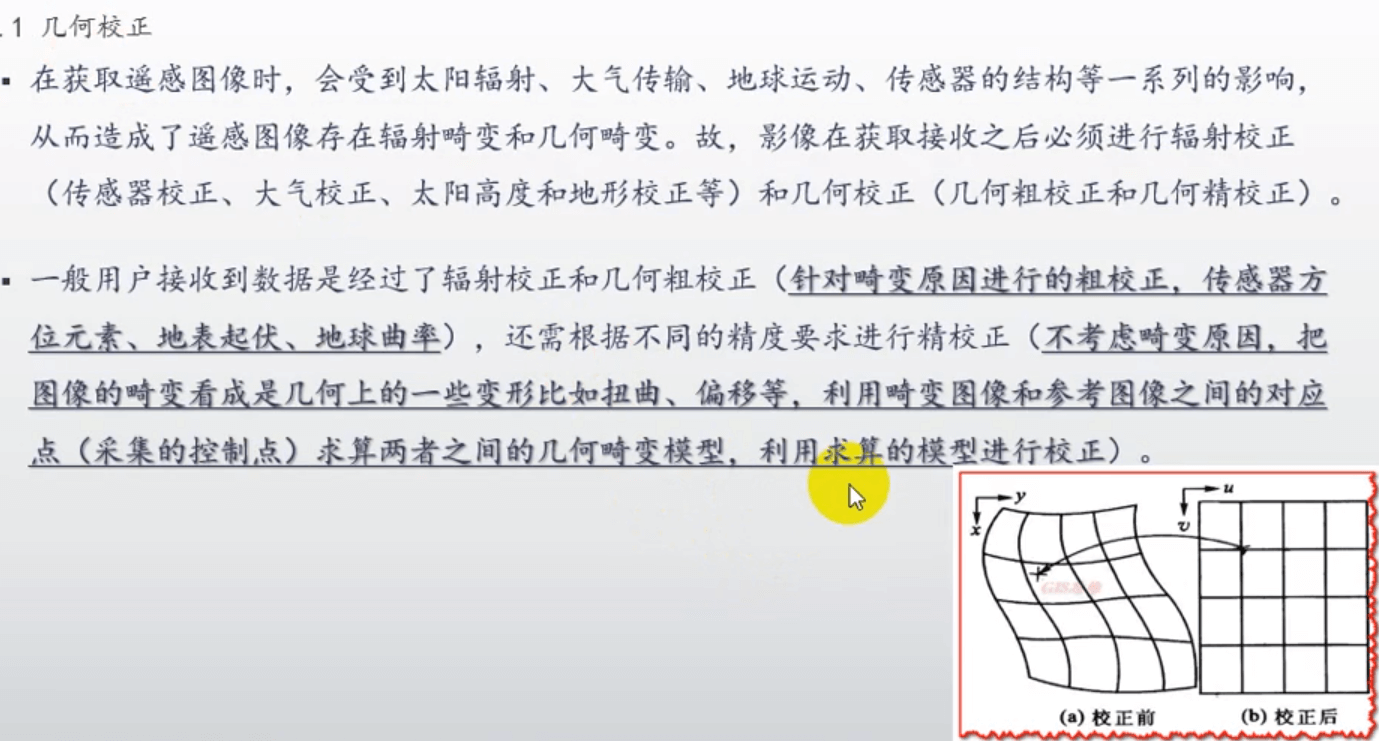 .1 几何校正
▪ 在获取遥感图像时，会受到太阳辐射、大气传输、地球运动、传感器的结构等一系列的影响，
从而造成了遥感图像存在辐射畸变和几何畸变。故，影像在获取接收之后必须进行辐射校正
（传感器校正、大气校正、太阳高度和地形校正等）和几何校正（几何粗校正和几何精校正）。
▪ 一般用户接收到数据是经过了辐射校正和几何粗校正（针对畸变原因进行的粗校正，传感器方
位元素、地表起伏、地球曲率），还需根据不同的精度要求进行精校正（不考虑畸变原因，把
图像的畸变看成是几何上的一些变形比如扭曲、偏移等，利用畸变图像和参考图像之间的对应
点（采集的控制点）求算两者之间的几何畸变模型，利用求算的模型进行校正）。
y
x
u
v
(a) 校正前
(b) 校正后